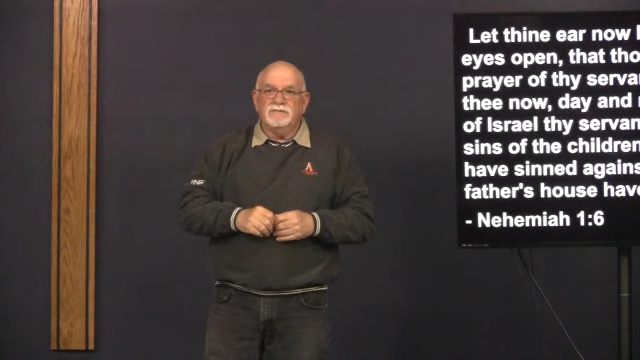 Let thine ear now
eyes open, that tho
prayer of thy serva
thee now, day and
of Israel thy servan
sins of the children
have sinned agains
father's house have
- Nehemiah 1:6